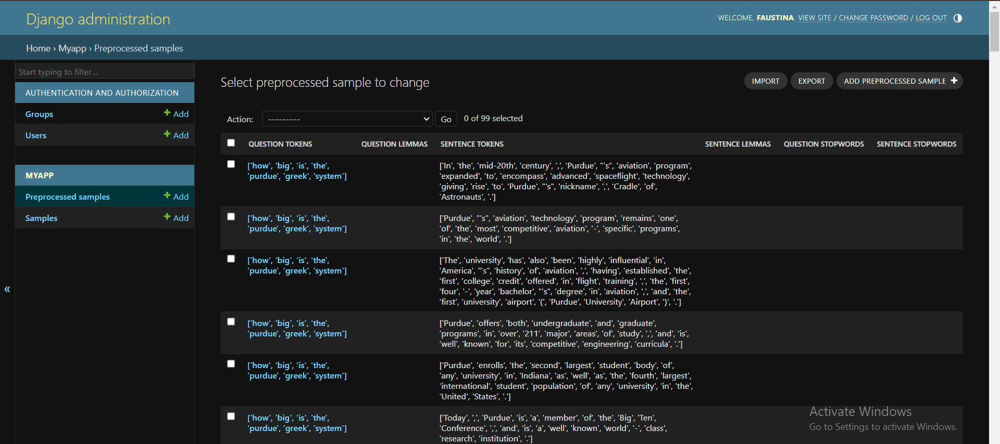 Django administration
WELCOME, FAUSTINA. VIEW SITE / CHANGE PASSWORD / LOG OUT
Home › Myapp › Preprocessed samples
Start typing to filter...
AUTHENTICATION AND AUTHORIZATION
Groups + Add
Users + Add
MYAPP
Preprocessed samples + Add
Samples + Add
«
Select preprocessed sample to change
IMPORT EXPORT ADD PREPROCESSED SAMPLE +
Action: --------- Go 0 of 99 selected
QUESTION TOKENS QUESTION LEMMAS SENTENCE TOKENS SENTENCE LEMMAS QUESTION STOPWORDS SENTENCE STOPWORDS
['how', 'big', 'is', 'the',
'purdue', 'greek', 'system']
['In', 'the', 'mid-20th', 'century', ',', 'Purdue', "'s", 'aviation', 'program',
'expanded', 'to', 'encompass', 'advanced', 'spaceflight', 'technology',
'giving', 'rise', 'to', 'Purdue', "'s", 'nickname', ',', 'Cradle', 'of',
'Astronauts', '.']
['how', 'big', 'is', 'the',
'purdue', 'greek', 'system']
['Purdue', "'s", 'aviation', 'technology', 'program', 'remains', 'one',
'of', 'the', 'most', 'competitive', 'aviation', '-', 'specific', 'programs',
'in', 'the', 'world', '.']
['how', 'big', 'is', 'the',
'purdue', 'greek', 'system']
['The', 'university', 'has', 'also', 'been', 'highly', 'influential', 'in',
'America', "'s", 'history', 'of', 'aviation', ',', 'having', 'established', 'the',
'first', 'college', 'credit', 'offered', 'in', 'flight', 'training', ',', 'the', 'first',
'four', '-', 'year', 'bachelor', "'s", 'degree', 'in', 'aviation', ',', 'and', 'the',
'first', 'university', 'airport', '(', 'Purdue', 'University', 'Airport', ')', '.']
['how', 'big', 'is', 'the',
'purdue', 'greek', 'system']
['Purdue', 'offers', 'both', 'undergraduate', 'and', 'graduate',
'programs', 'in', 'over', '211', 'major', 'areas', 'of', 'study', ',', 'and', 'is',
'well', 'known', 'for', 'its', 'competitive', 'engineering', 'curricula', '.']
['how', 'big', 'is', 'the',
'purdue', 'greek', 'system']
['Purdue', 'enrolls', 'the', 'second', 'largest', 'student', 'body', 'of',
'any', 'university', 'in', 'Indiana', 'as', 'well', 'as', 'the', 'fourth', 'largest',
'international', 'student', 'population', 'of', 'any', 'university', 'in', 'the',
'United', 'States', '.']
['how', 'big', 'is', 'the',
'purdue', 'greek', 'system']
['Today', ',', 'Purdue', 'is', 'a', 'member', 'of', 'the', 'Big', 'Ten',
'Conference', ',', 'and', 'is', 'a', 'well', 'known', 'world', '-', 'class',
'research', 'institution', '.']
Activate Windows
Go to Settings to activate Windows.